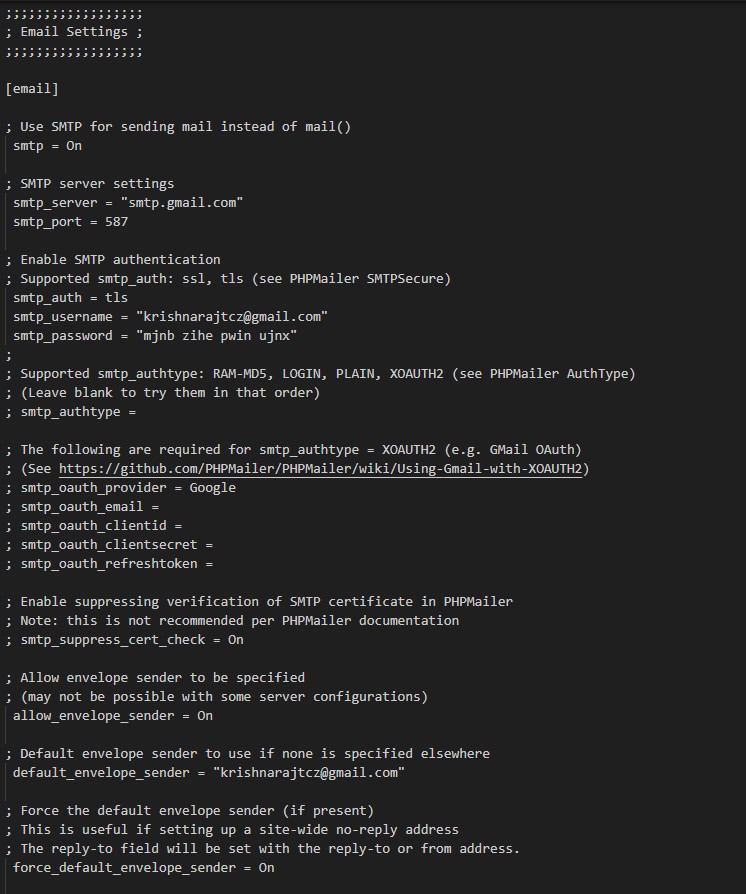 ;;;;;;;;;;;;;;;;;;
; Email Settings ;
;;;;;;;;;;;;;;;;;;
[email]
; Use SMTP for sending mail instead of mail()
smtp = On
; SMTP server settings
smtp_server = "smtp.gmail.com"
smtp_port = 587
; Enable SMTP authentication
; Supported smtp_auth: ssl, tls (see PHPMailer SMTPSecure)
smtp_auth = tls
smtp_username = "krishnarajtcz@gmail.com"
smtp_password = "mjnb zihe pwin ujnx"
;
; Supported smtp_authtype: RAM-MD5, LOGIN, PLAIN, XOAUTH2 (see PHPMailer AuthType)
; (Leave blank to try them in that order)
; smtp_authtype =
; The following are required for smtp_authtype = XOAUTH2 (e.g. GMail OAuth)
; (See https://github.com/PHPMailer/PHPMailer/wiki/Using-Gmail-with-XOAUTH2)
; smtp_oauth_provider = Google
; smtp_oauth_email =
; smtp_oauth_clientid =
; smtp_oauth_clientsecret =
; smtp_oauth_refreshtoken =
; Enable suppressing verification of SMTP certificate in PHPMailer
; Note: this is not recommended per PHPMailer documentation
; smtp_suppress_cert_check = On
; Allow envelope sender to be specified
; (may not be possible with some server configurations)
allow_envelope_sender = On
; Default envelope sender to use if none is specified elsewhere
default_envelope_sender = "krishnarajtcz@gmail.com"
; Force the default envelope sender (if present)
; This is useful if setting up a site-wide no-reply address
; The reply-to field will be set with the reply-to or from address.
force_default_envelope_sender = On